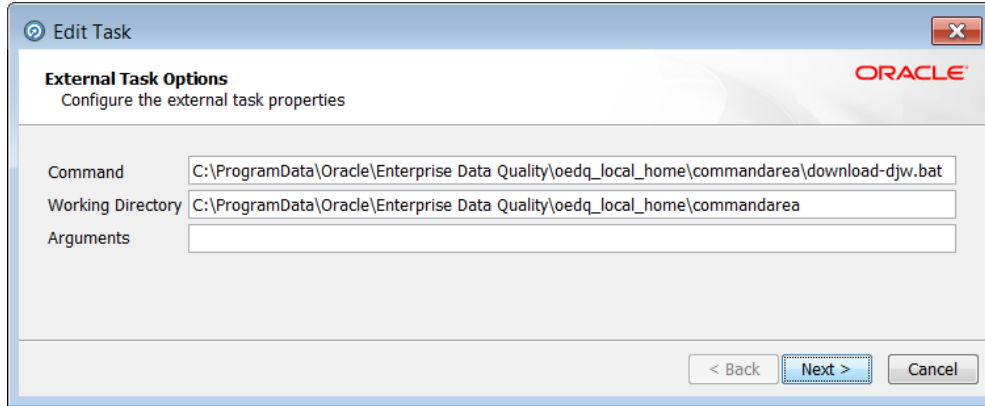 Edit Task
External Task Options
ORACLE
Configure the external task properties
Command C:\ProgramData\Oracle\Enterprise Data Quality\oedq_local_home\commandarea\download-djw.bat
Working Directory C:\ProgramData\Oracle\Enterprise Data Quality\oedq_local_home\commandarea
Arguments
< Back Next > Cancel